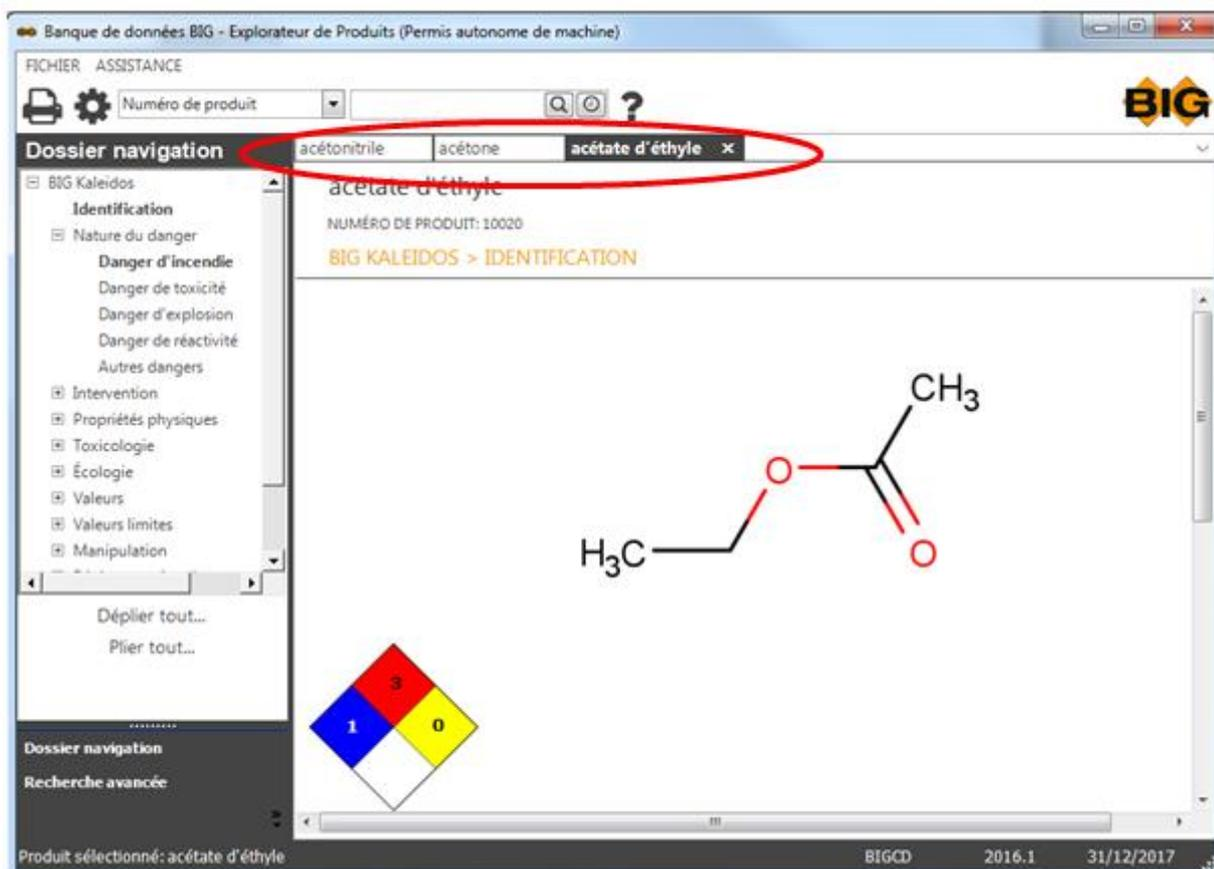 Banque de données BIG - Explorateur de Produits (Permis autonome de machine)
FICHIER ASSISTANCE
Numéro de produit
?
BIG
Dossier navigation
acétonitrile acétone acétate d'éthyle ×
BIG Kaleidos
Identification
Nature du danger
Danger d'incendie
Danger de toxicité
Danger d'explosion
Danger de réactivité
Autres dangers
Intervention
Propriétés physiques
Toxicologie
Écologie
Valeurs
Valeurs limites
Manipulation
Déplier tout...
Plier tout...
Dossier navigation
Recherche avancée
acétate d'éthyle
NUMÉRO DE PRODUIT: 10020
BIG KALEIDOS > IDENTIFICATION
CH3
O
H3C
O
3
1 0
Produit sélectionné: acétate d'éthyle BIGCD 2016.1 31/12/2017